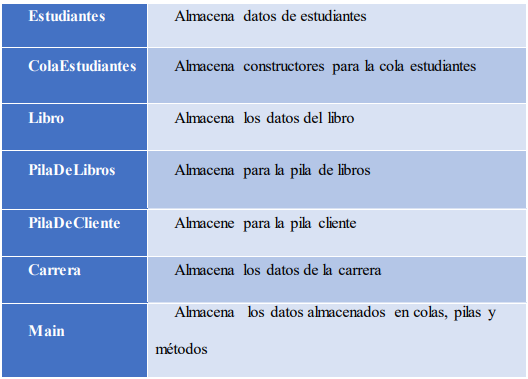 Estudiantes Almacena datos de estudiantes
ColaEstudiantes Almacena constructores para la cola estudiantes
Libro Almacena los datos del libro
PilaDeLibros Almacena para la pila de libros
PilaDeCliente Almacene para la pila cliente
Carrera Almacena los datos de la carrera
Main Almacena los datos almacenados en colas, pilas y
métodos